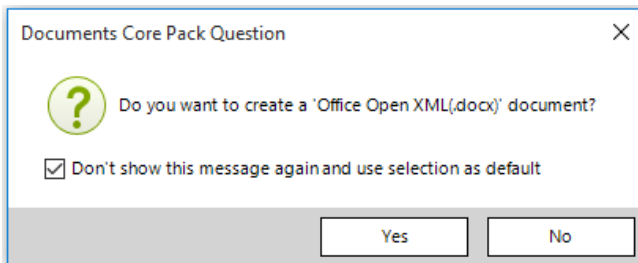 Documents Core Pack Question
Do you want to create a 'Office Open XML(.docx)' document?
Don't show this message again and use selection as default
Yes
No